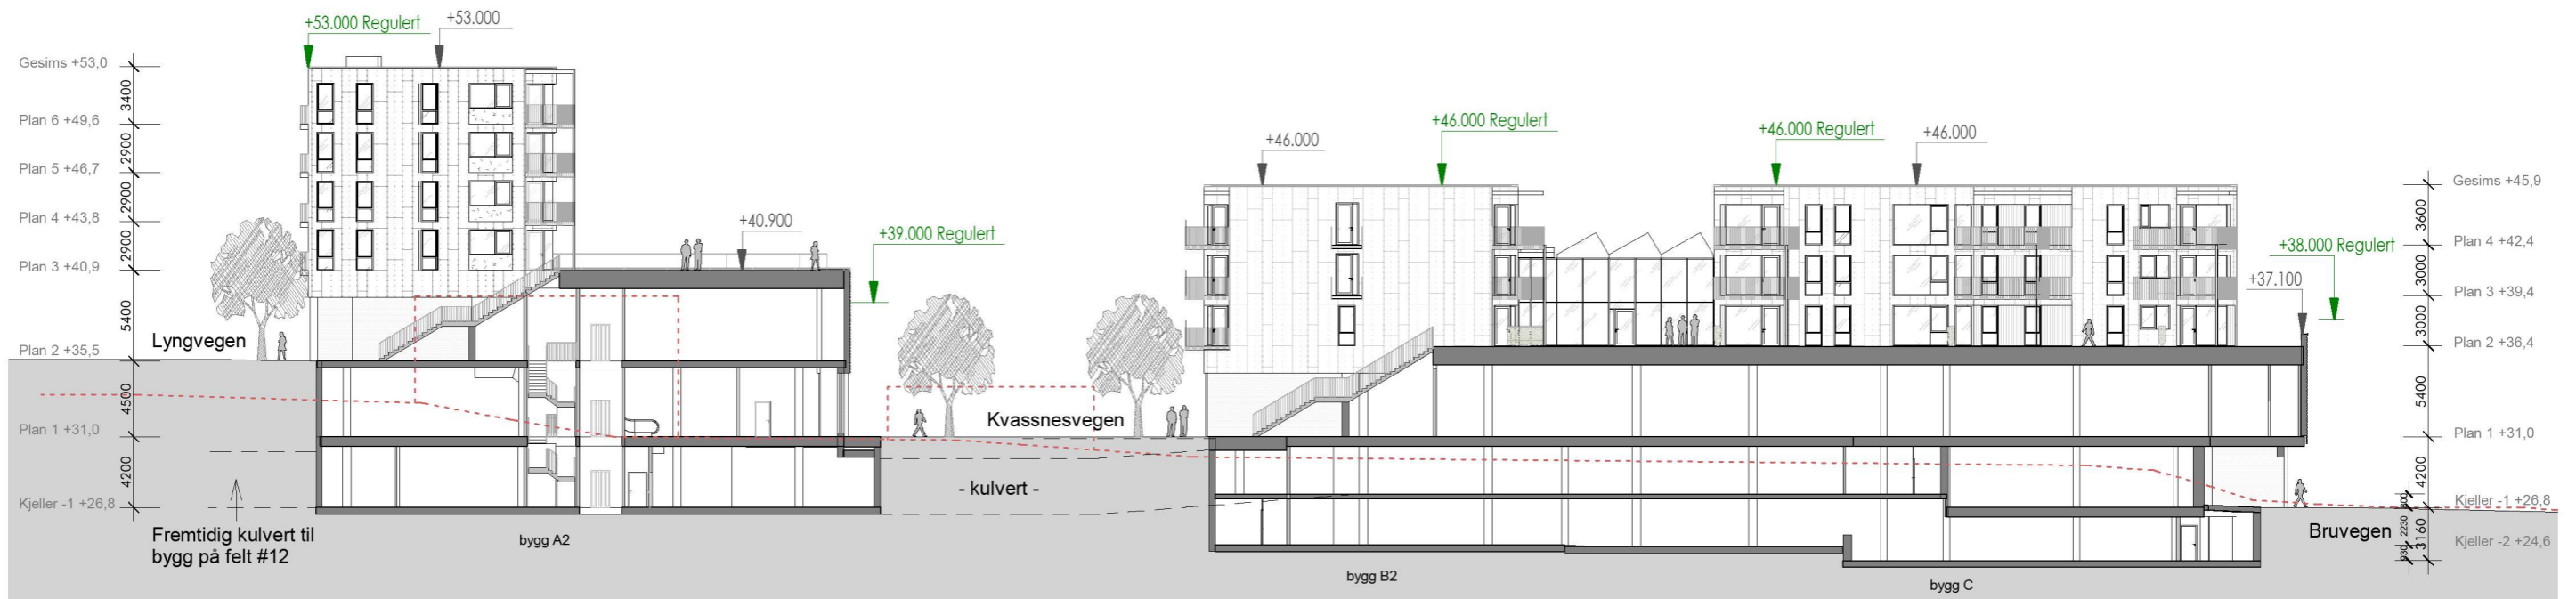 +53.000 Regulert
+53.000
Gesims +53,0
3400
Plan 6 +49,6
2900
Plan 5 +46,7
2900
Plan 4 +43,8
2900
Plan 3 +40,9
5400
Plan 2 +35,5
4500
Plan 1 +31,0
4200
Kjeller -1 +26,8
Lyngvegen
Fremtidig kulvert til
bygg på felt #12
bygg A2
+40.900
+39.000 Regulert
Kvassnesvegen
- kulvert -
+46.000
+46.000 Regulert
+46.000 Regulert
+46.000
bygg B2
bygg C
+38.000 Regulert
+37.100
Bruvegen
Gesims +45,9
3600
Plan 4 +42,4
3000
Plan 3 +39,4
3000
Plan 2 +36,4
5400
Plan 1 +31,0
4200
Kjeller -1 +26,8
800
2230
3160
930
Kjeller -2 +24,6